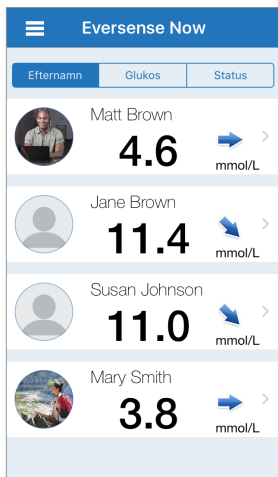 Eversense Now
Efternamn Glukos Status
Matt Brown
4.6
mmol/L
Jane Brown
11.4
mmol/L
Susan Johnson
11.0
mmol/L
Mary Smith
3.8
mmol/L